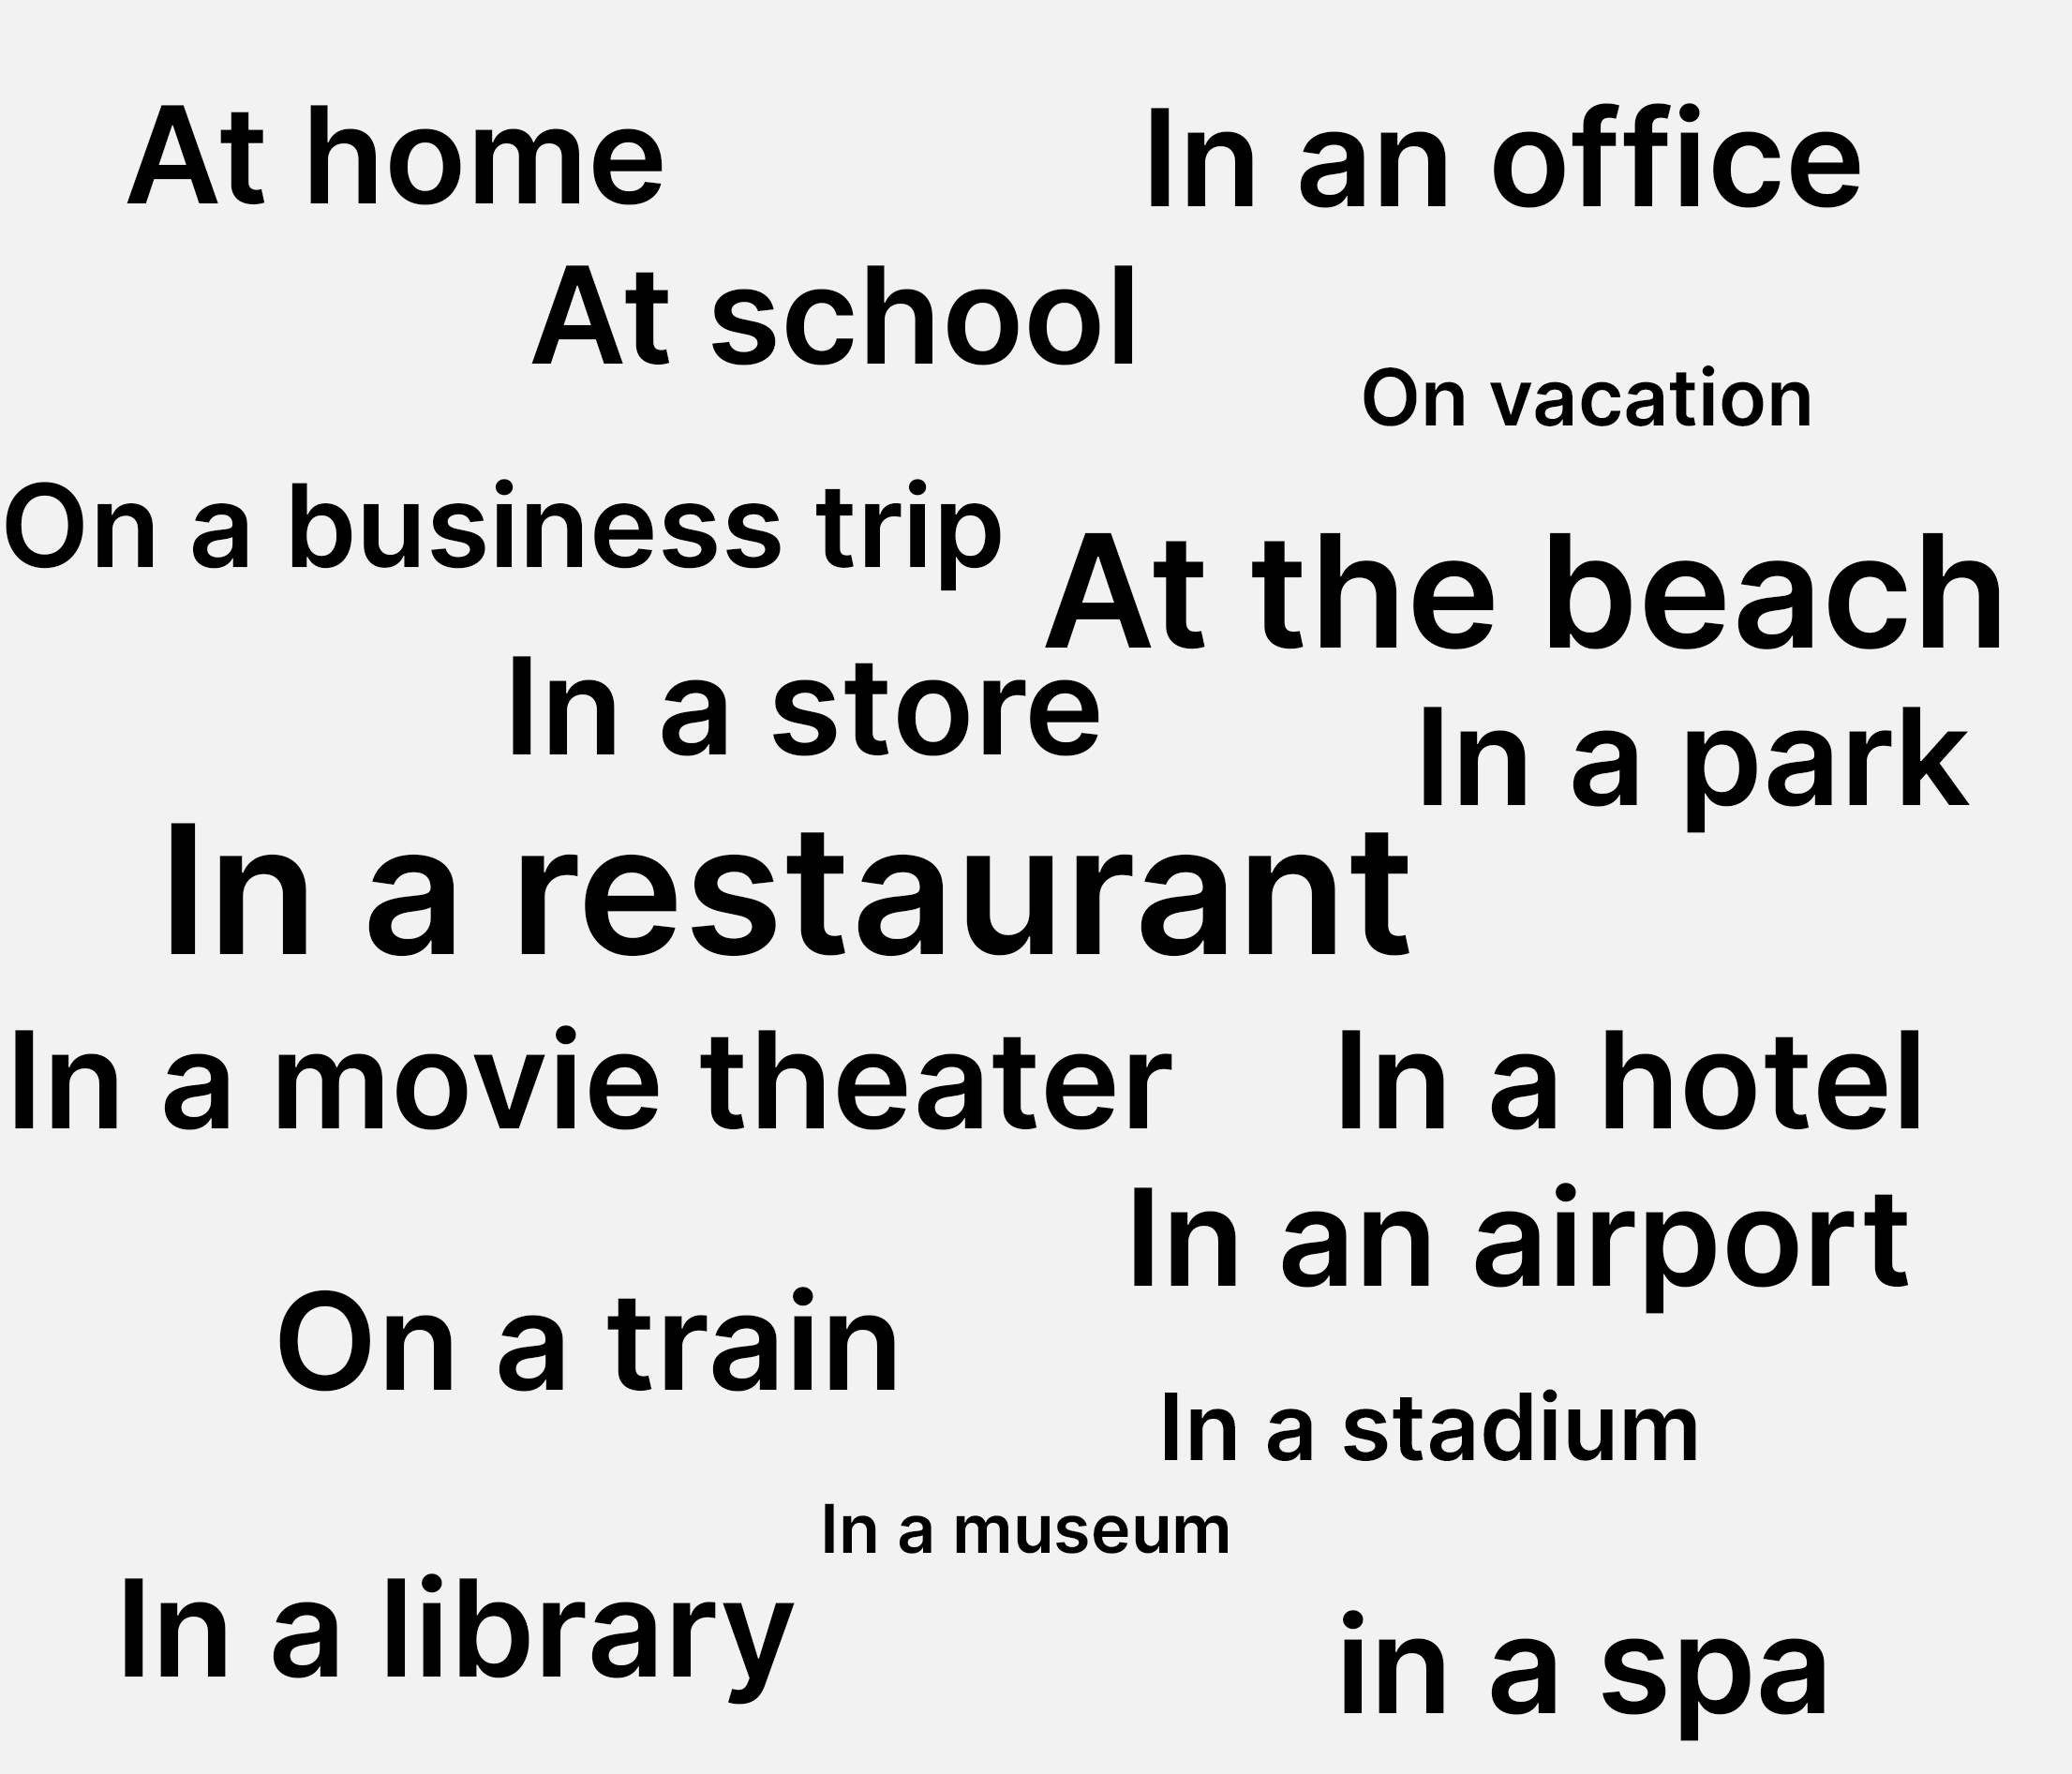 At home
In an office
At school
On vacation
On a business trip
At the beach
In a store
In a park
In a restaurant
In a movie theater
In a hotel
In an airport
On a train
In a stadium
In a museum
In a library
in a spa